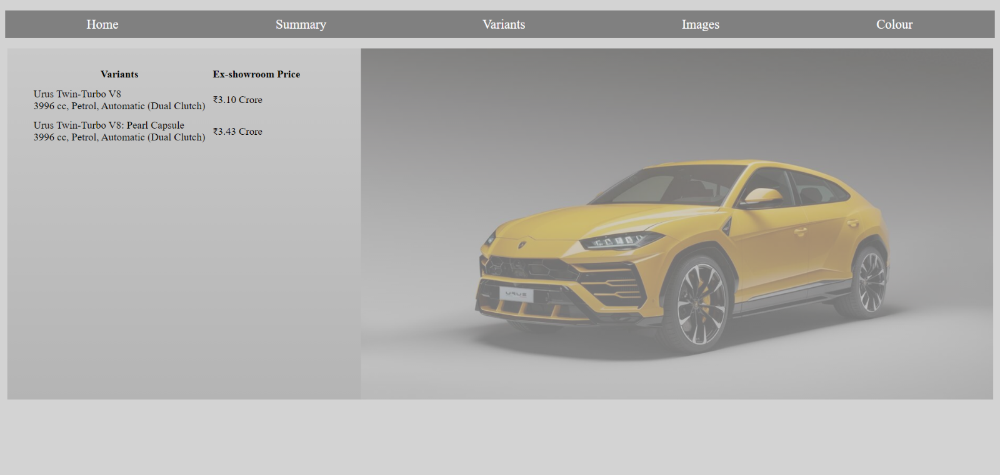 Home Summary Variants Images Colour
Variants Ex-showroom Price
Urus Twin-Turbo V8
3996 cc, Petrol, Automatic (Dual Clutch)
₹3.10 Crore
Urus Twin-Turbo V8: Pearl Capsule
3996 cc, Petrol, Automatic (Dual Clutch)
₹3.43 Crore
URUS